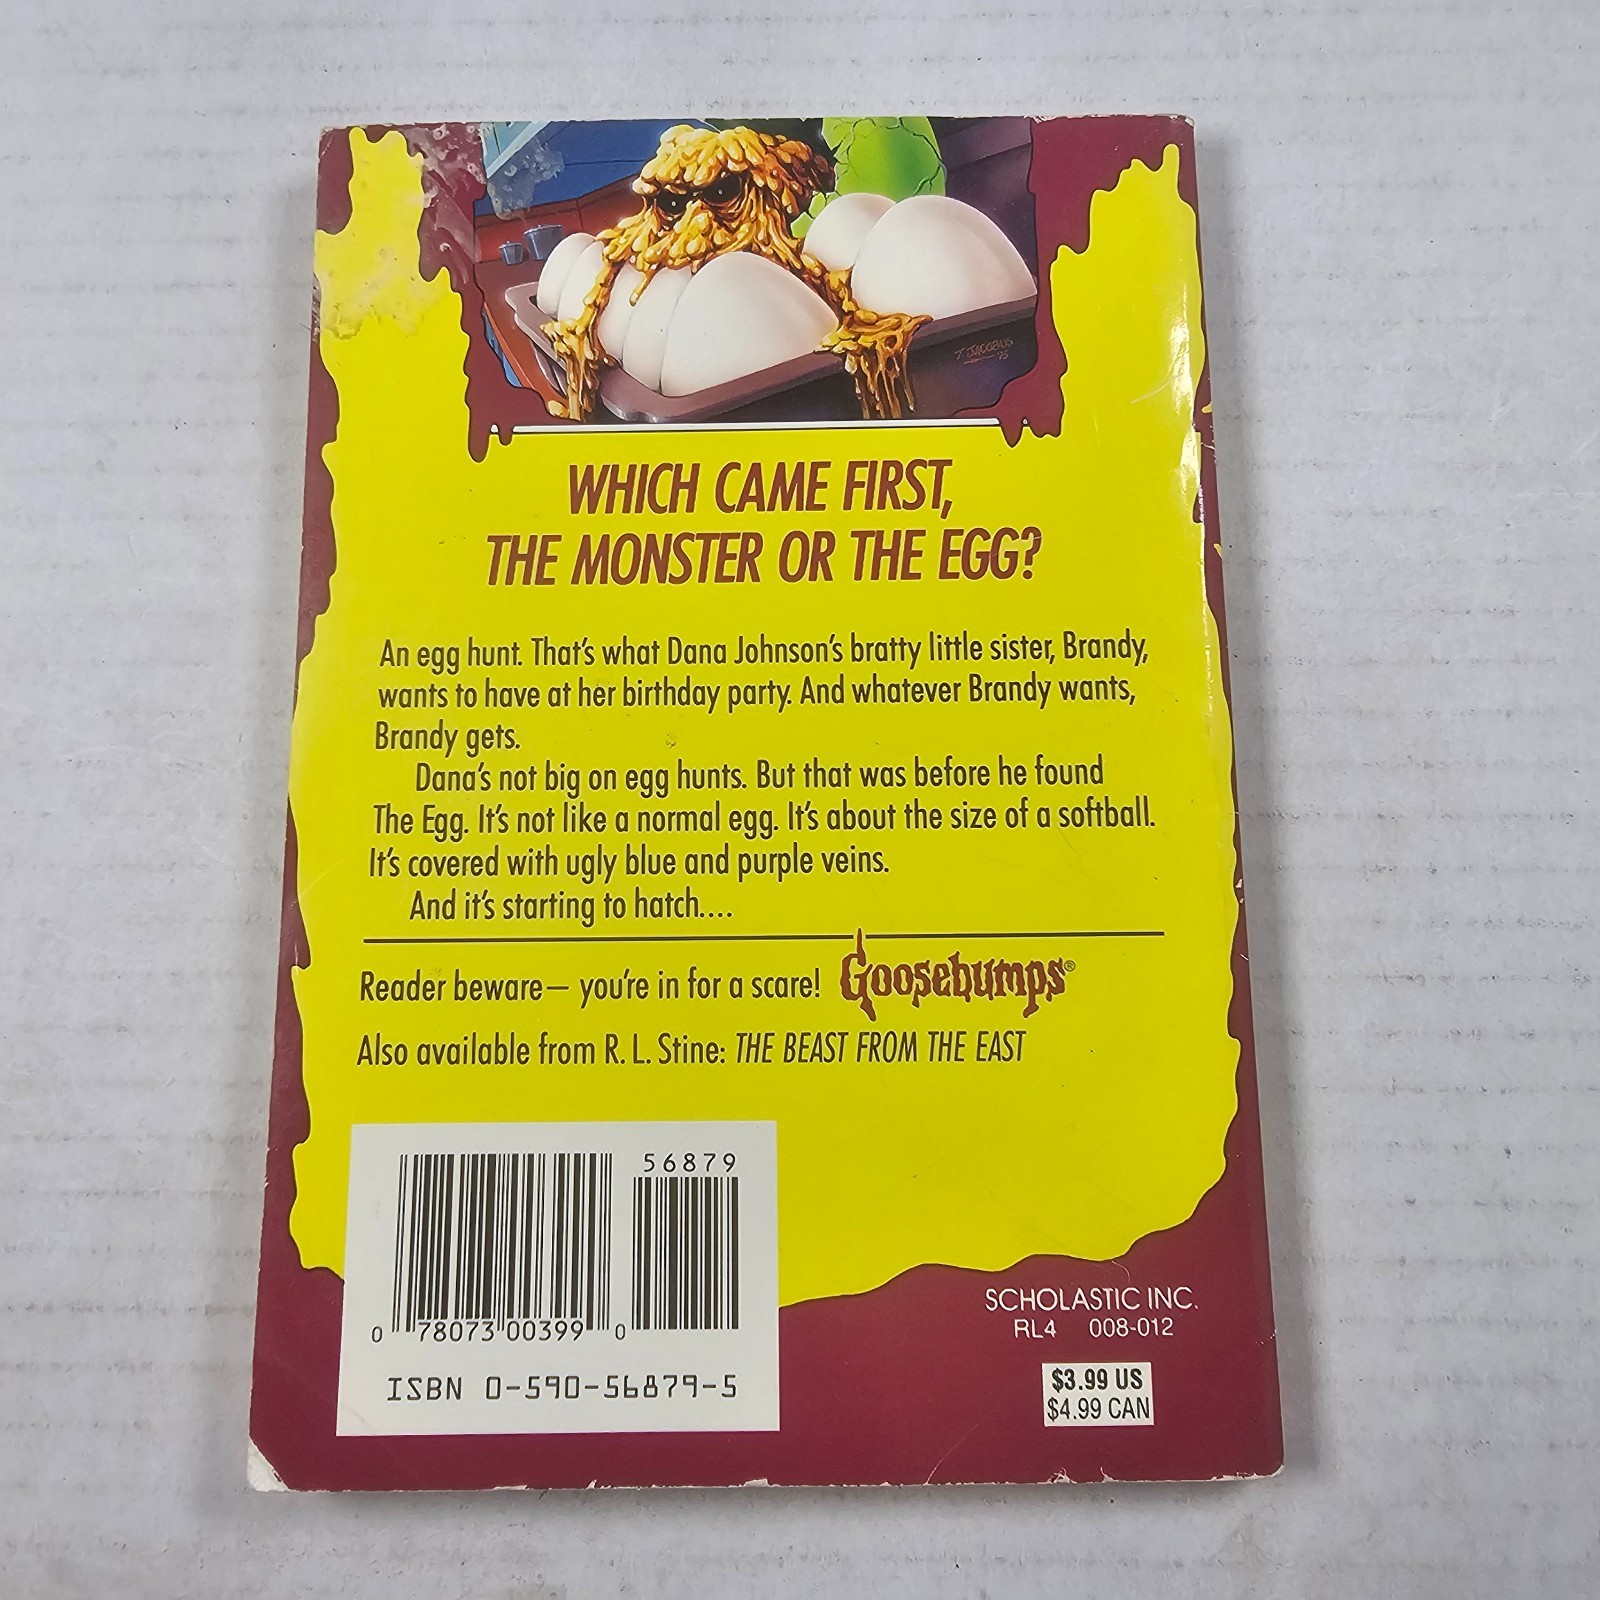 T. JACOBUS
'95
WHICH CAME FIRST,
THE MONSTER OR THE EGG?
An egg hunt. That's what Dana Johnson's bratty little sister, Brandy,
wants to have at her birthday party. And whatever Brandy wants,
Brandy gets.
Dana's not big on egg hunts. But that was before he found
The Egg. It's not like a normal egg. It's about the size of a softball.
It's covered with ugly blue and purple veins.
And it's starting to hatch....
Reader beware— you're in for a scare! Goosebumps®
Also available from R. L. Stine: THE BEAST FROM THE EAST
56879
0 78073 00399 0
ISBN 0-590-56879-5
SCHOLASTIC INC.
RL4 008-012
$3.99 US
$4.99 CAN